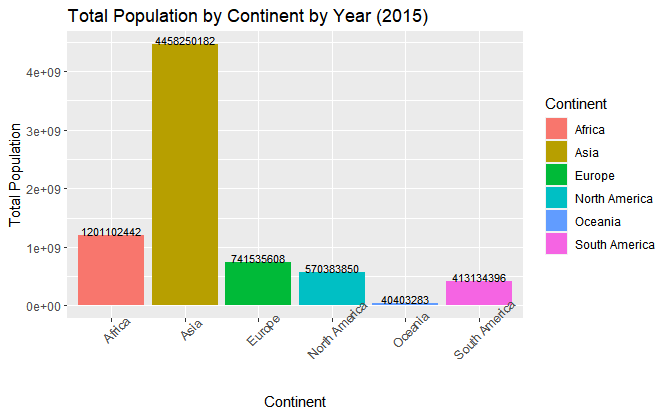 Total Population by Continent by Year (2015)
Total Population
4e+09
3e+09
2e+09
1e+09
0e+00
4458250182
1201102442
741535608
570383850
40403283
413134396
Africa
Asia
Europe
North America
Oceania
South America
Continent
Continent
Africa
Asia
Europe
North America
Oceania
South America